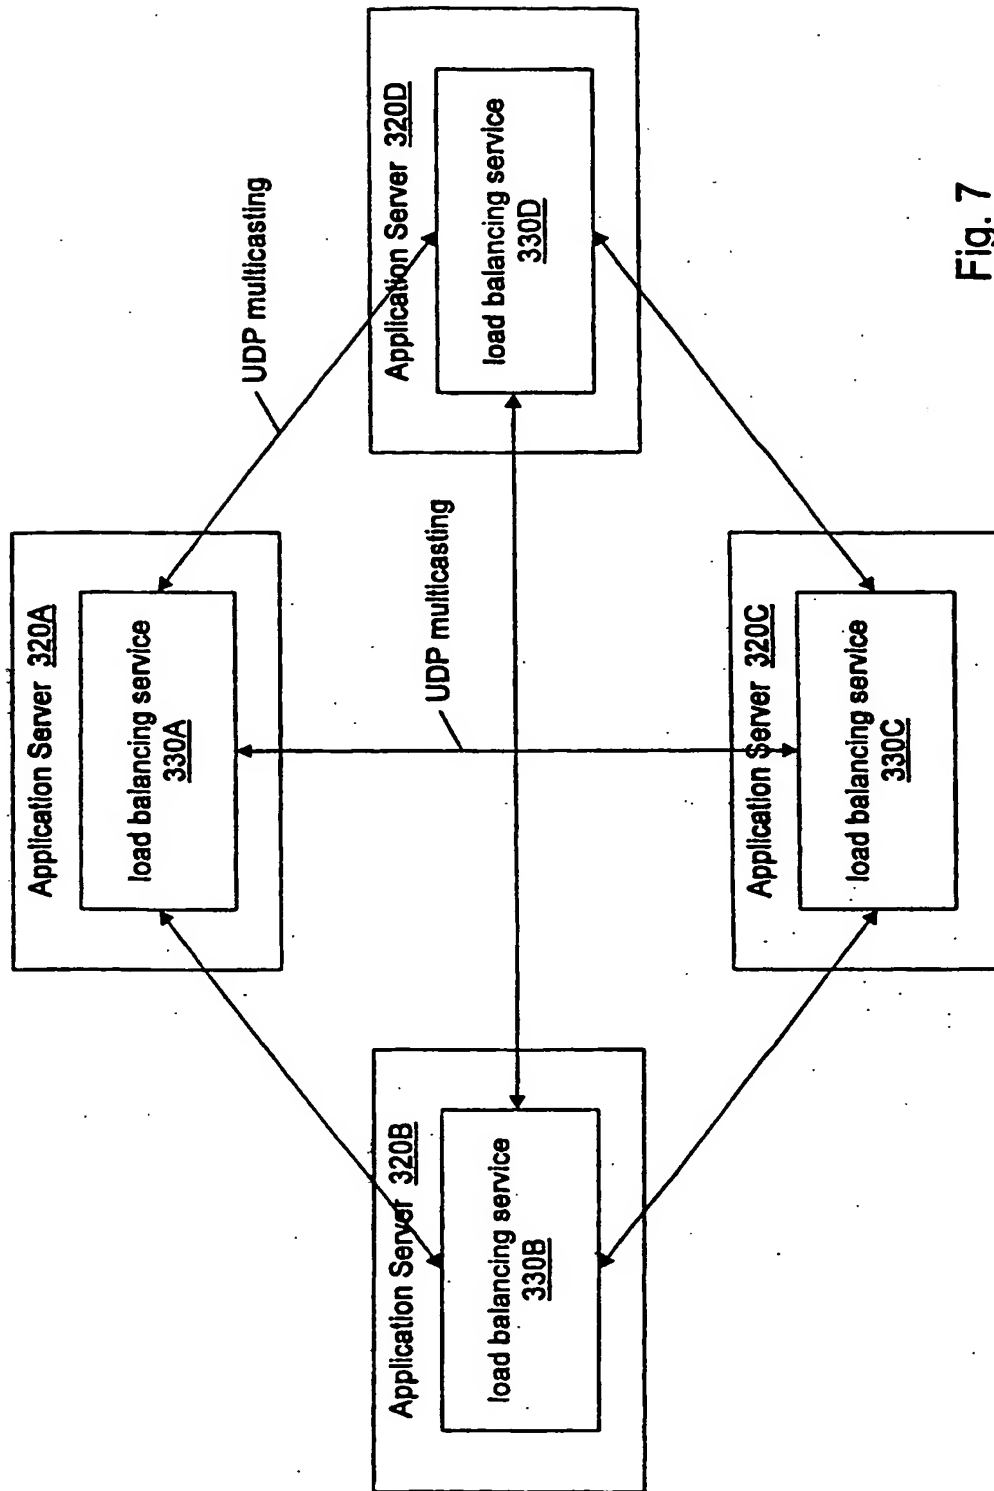 Application Server 320A
load balancing service
330A
UDP multicasting
Application Server 320B
load balancing service
330B
UDP multicasting
Application Server 320D
load balancing service
330D
Application Server 320C
load balancing service
330C
Fig. 7